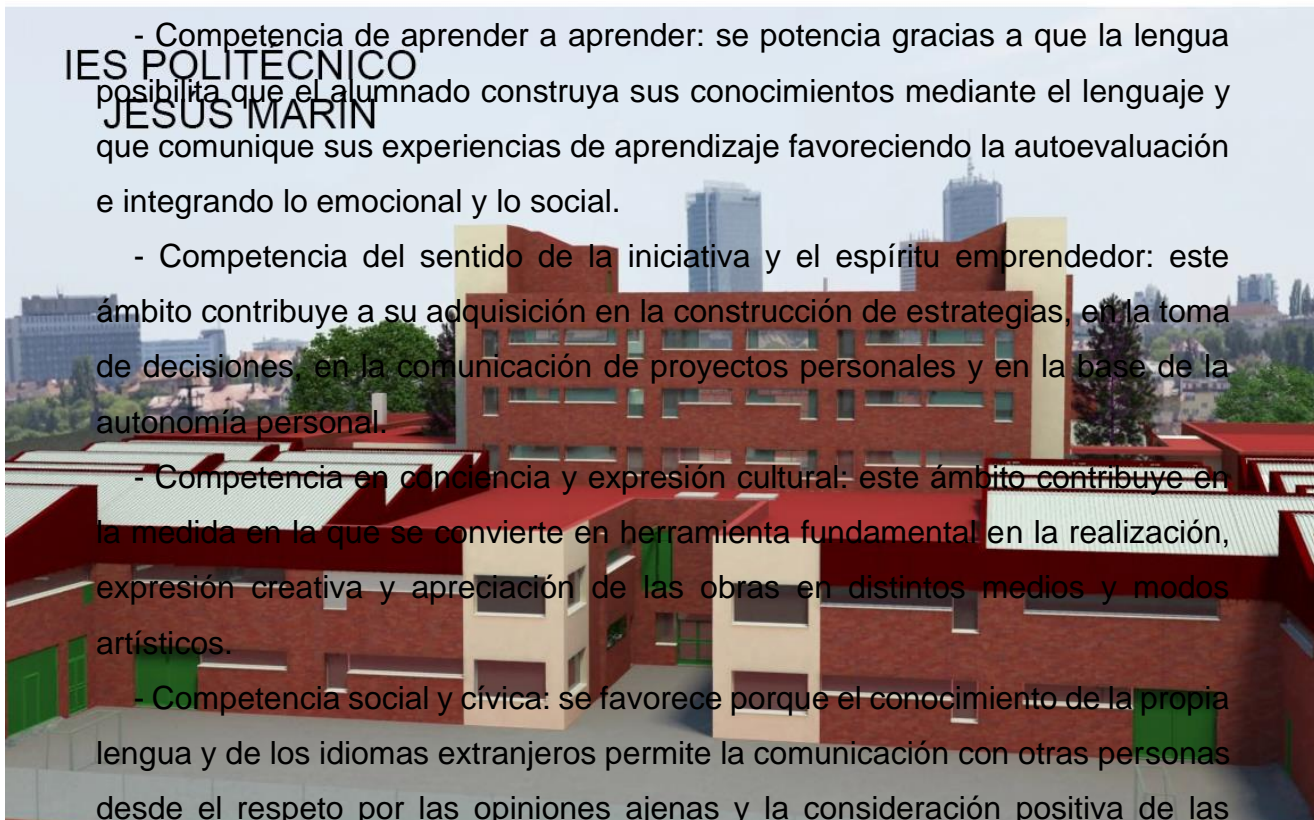 IES POLITÉCNICO
JESÚS MARÍN
- Competencia de aprender a aprender: se potencia gracias a que la lengua
posibilita que el alumnado construya sus conocimientos mediante el lenguaje y
que comunique sus experiencias de aprendizaje favoreciendo la autoevaluación
e integrando lo emocional y lo social.
- Competencia del sentido de la iniciativa y el espíritu emprendedor: este
ámbito contribuye a su adquisición en la construcción de estrategias, en la toma
de decisiones, en la comunicación de proyectos personales y en la base de la
autonomía personal.
- Competencia en conciencia y expresión cultural: este ámbito contribuye en
la medida en la que se convierte en herramienta fundamental en la realización,
expresión creativa y apreciación de las obras en distintos medios y modos
artísticos.
- Competencia social y cívica: se favorece porque el conocimiento de la propia
lengua y de los idiomas extranjeros permite la comunicación con otras personas
desde el respeto por las opiniones ajenas y la consideración positiva de las